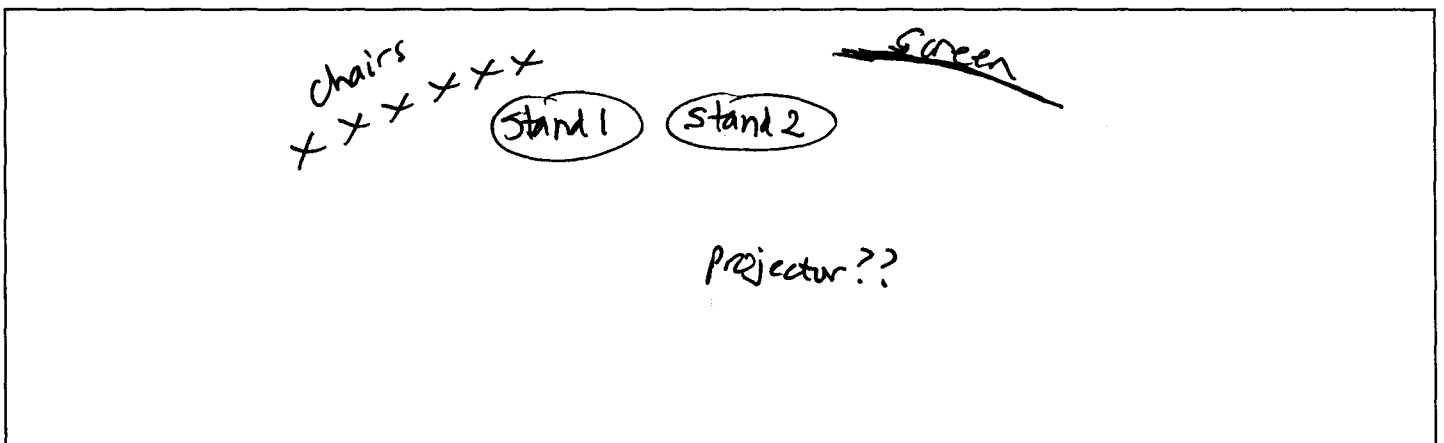 chairs
Screen
X X X X X X
Stand 1
Stand 2
Projector??